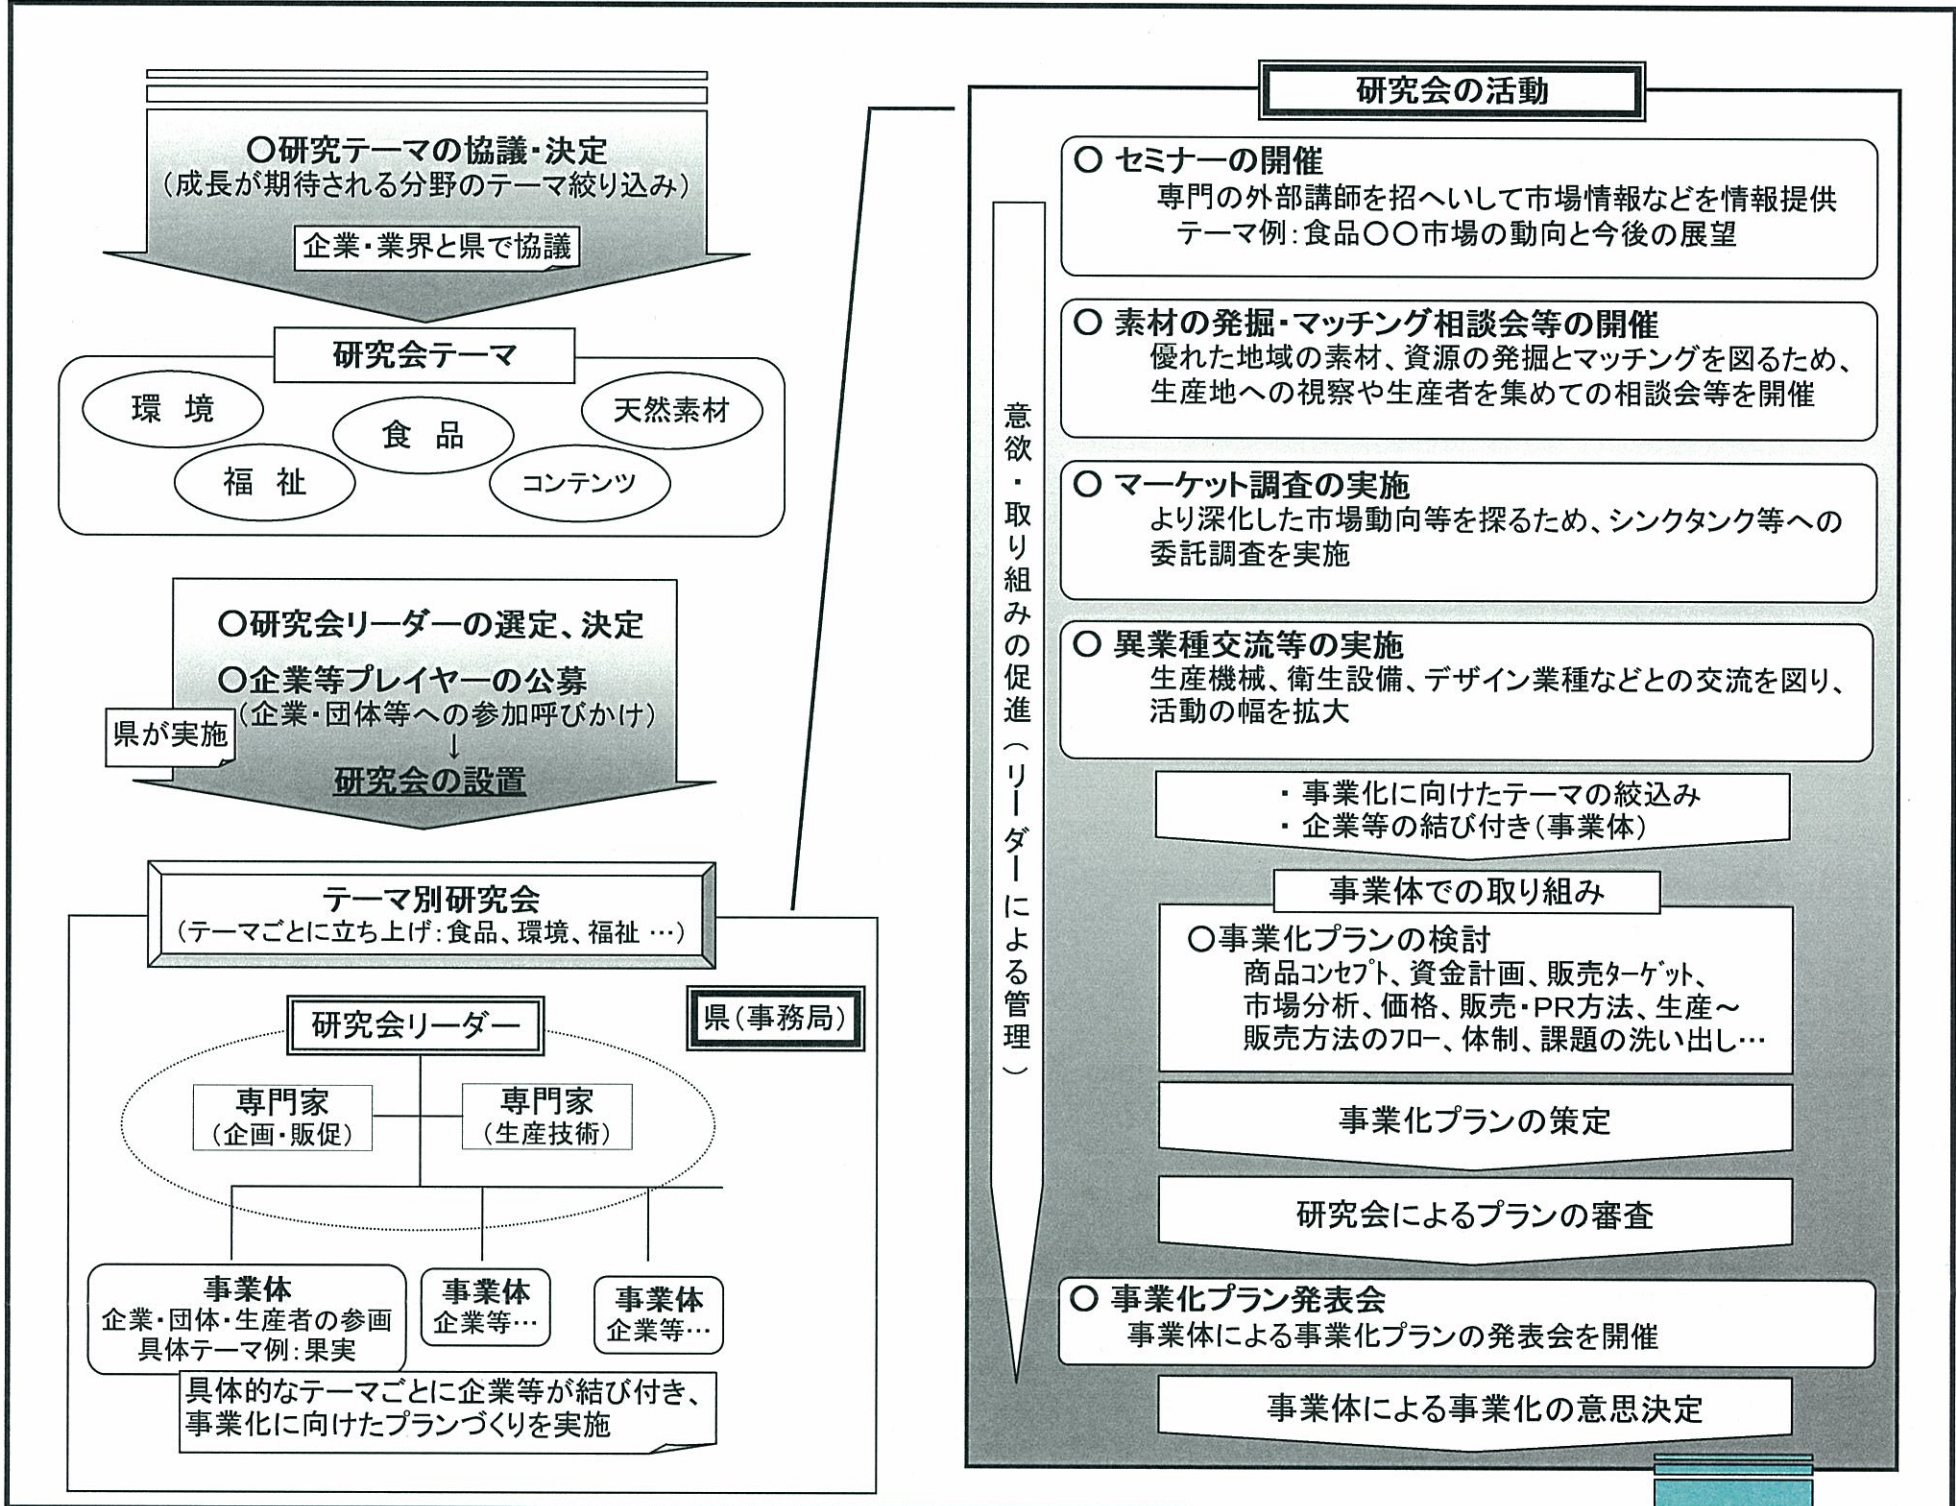 〇研究テーマの協議・決定
(成長が期待される分野のテーマ絞り込み)
企業・業界と県で協議
研究会テーマ
環 境
食 品
天然素材
福 祉
コンテンツ
〇研究会リーダーの選定、決定
〇企業等プレイヤーの公募
(企業・団体等への参加呼びかけ)
県が実施
↓
研究会の設置
テーマ別研究会
(テーマごとに立ち上げ:食品、環境、福祉 …)
県(事務局)
研究会リーダー
専門家
(企画・販促)
専門家
(生産技術)
事業体
企業・団体・生産者の参画
具体テーマ例:果実
事業体
企業等…
事業体
企業等…
具体的なテーマごとに企業等が結び付き、
事業化に向けたプランづくりを実施
研究会の活動
意欲・取り組みの促進(リーダーによる管理)
〇 セミナーの開催
専門の外部講師を招へいして市場情報などを情報提供
テーマ例:食品〇〇市場の動向と今後の展望
〇 素材の発掘・マッチング相談会等の開催
優れた地域の素材、資源の発掘とマッチングを図るため、
生産地への視察や生産者を集めての相談会等を開催
〇 マーケット調査の実施
より深化した市場動向等を探るため、シンクタンク等への
委託調査を実施
〇 異業種交流等の実施
生産機械、衛生設備、デザイン業種などとの交流を図り、
活動の幅を拡大
・ 事業化に向けたテーマの絞込み
・ 企業等の結び付き(事業体)
事業体での取り組み
〇事業化プランの検討
商品コンセプト、資金計画、販売ターゲット、
市場分析、価格、販売・PR方法、生産～
販売方法のフロー、体制、課題の洗い出し…
事業化プランの策定
研究会によるプランの審査
〇 事業化プラン発表会
事業体による事業化プランの発表会を開催
事業体による事業化の意思決定